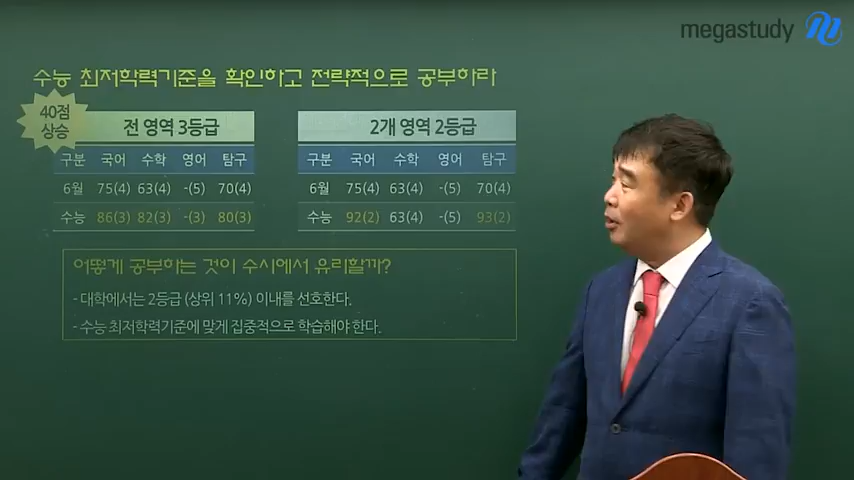 megastudy
수능 최저학력기준을 확인하고 전략적으로 공부하라
40점
상승
전 영역 3등급
구분 국어 수학 영어 탐구
6월 75(4) 63(4) -(5) 70(4)
수능 86(3) 82(3) -(3) 80(3)
2개 영역 2등급
구분 국어 수학 영어 탐구
6월 75(4) 63(4) -(5) 70(4)
수능 92(2) 63(4) -(5) 93(2)
어떻게 공부하는 것이 수시에서 유리할까?
- 대학에서는 2등급 (상위 11%) 이내를 선호한다.
- 수능 최저학력기준에 맞게 집중적으로 학습해야 한다.